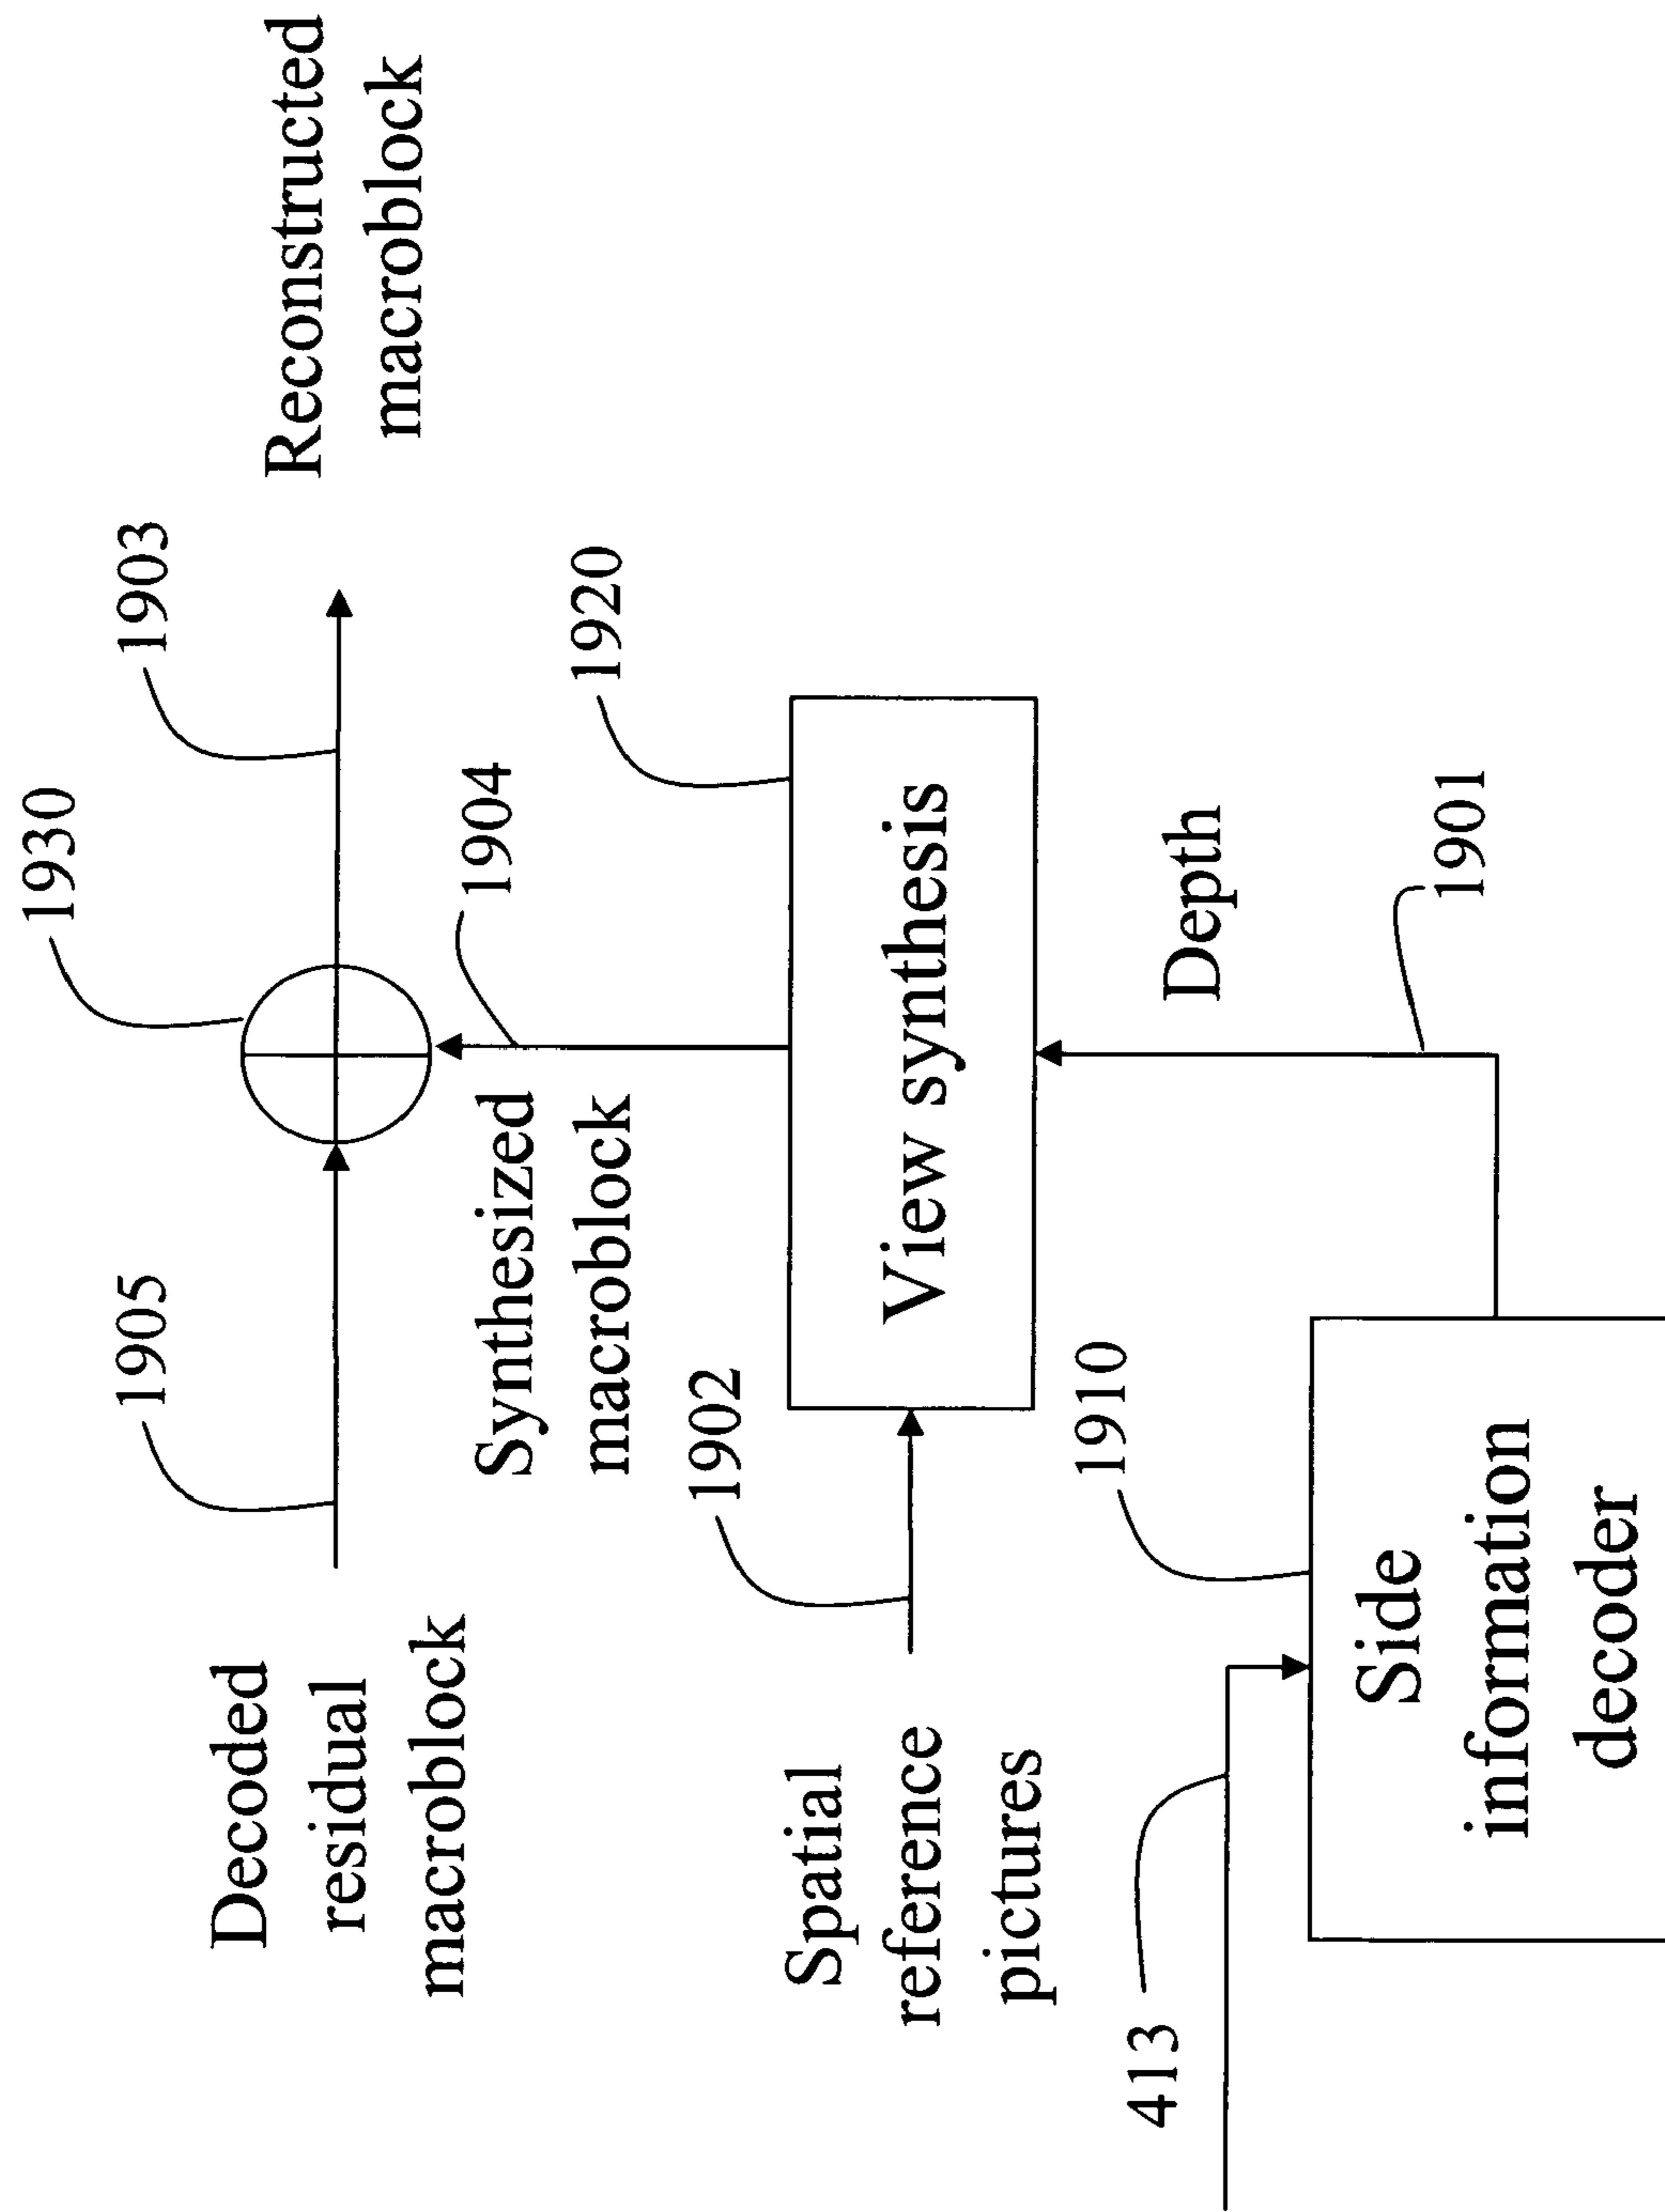 1930
1905
1903
Decoded
residual
macroblock
Reconstructed
macroblock
Synthesized
macroblock
1904
1902
1920
Spatial
reference
pictures
View synthesis
413
1910
Depth
Side
information
decoder
1901